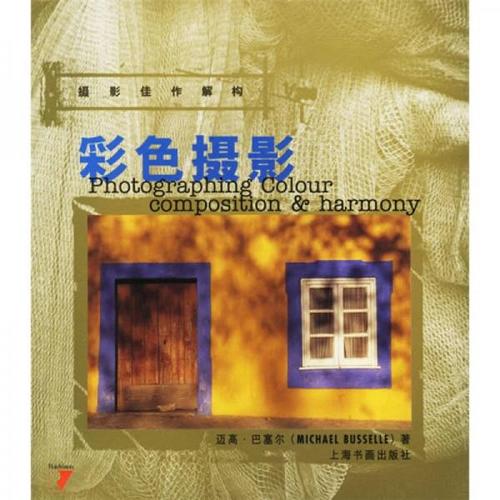 摄影佳作解构
彩色摄影
Photographing Colour
composition & harmony
迈高·巴塞尔（MICHAEL BUSSELLE）著
上海书画出版社